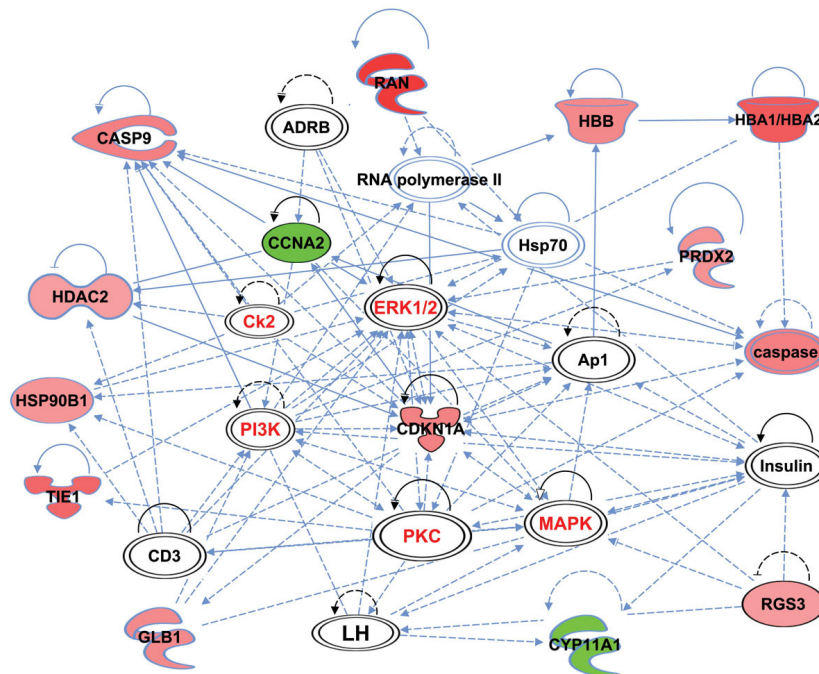 RAN
CASP9
ADRB
HBB
HBA1/HBA2
RNA polymerase II
CCNA2
Hsp70
PRDX2
HDAC2
Ck2
ERK1/2
Ap1
caspase
HSP90B1
PI3K
CDKN1A
Insulin
TIE1
CD3
PKC
MAPK
RGS3
GLB1
LH
CYP11A1